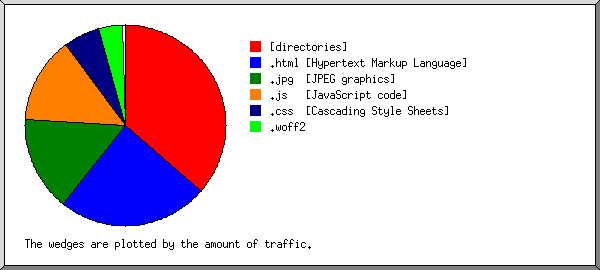 [directories]
.html [Hypertext Markup Language]
.jpg [JPEG graphics]
.js [JavaScript code]
.css [Cascading Style Sheets]
.woff2
The wedges are plotted by the amount of traffic.